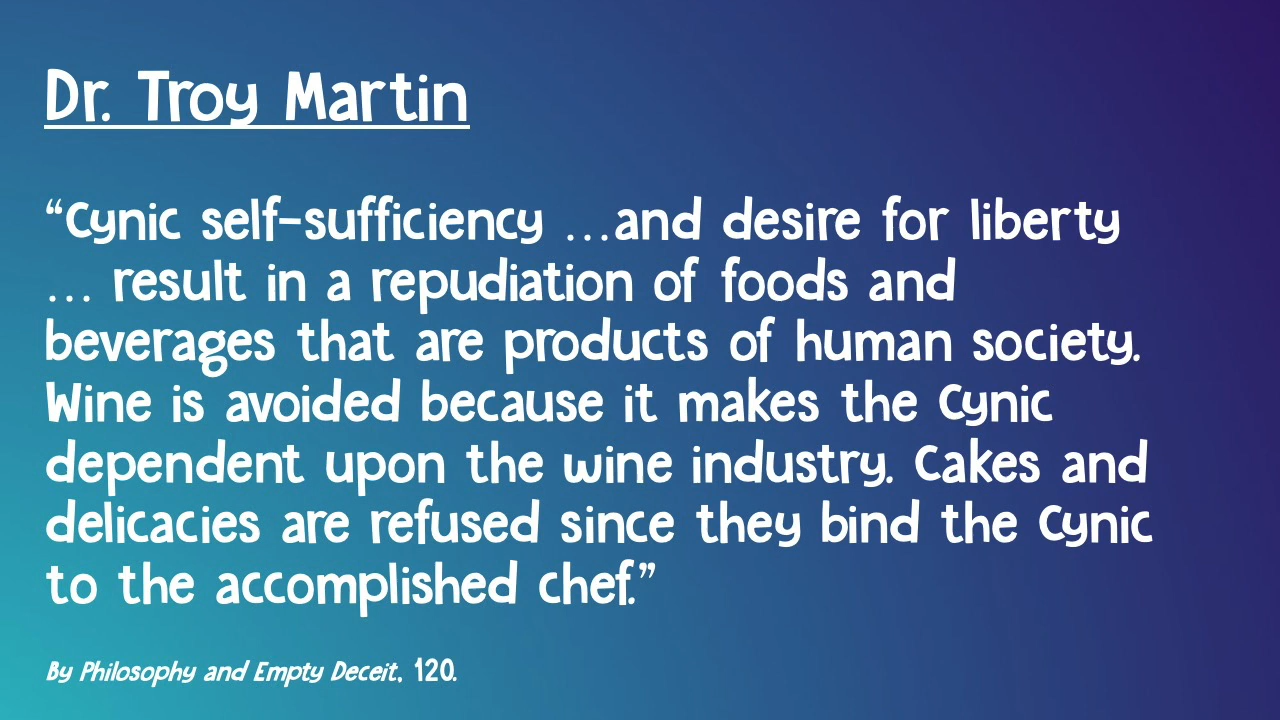 Dr. Troy Martin
“Cynic self-sufficiency …and desire for liberty
… result in a repudiation of foods and
beverages that are products of human society.
Wine is avoided because it makes the Cynic
dependent upon the wine industry. Cakes and
delicacies are refused since they bind the Cynic
to the accomplished chef.”
By Philosophy and Empty Deceit, 120.